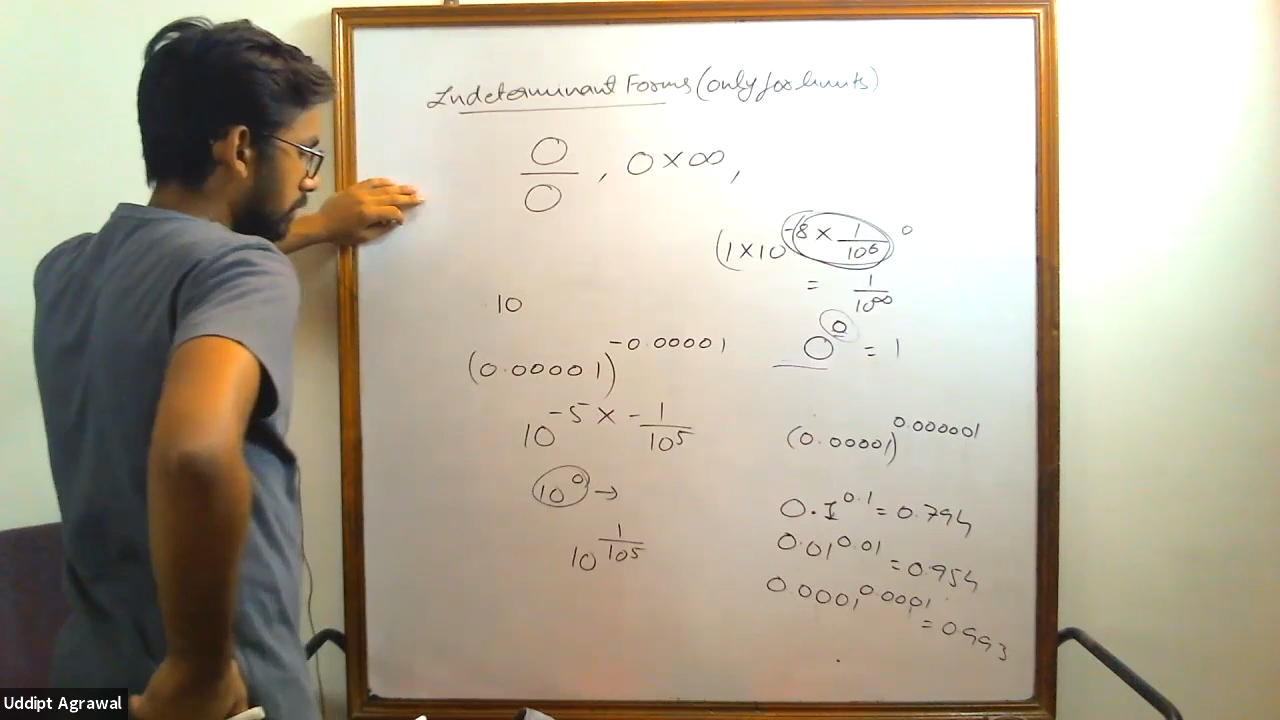 Indeterminant Forms (only for limits)
0/0 , 0 × ∞ ,
(1×10^-8 × 1/10^6 0
= 1/10^∞
10
0^0 = 1
(0.00001)^-0.00001
10^-5 × -1/10^5
(0.00001)^0.000001
10^0 →
0.1^0.1 = 0.794
10^1/10^5
0.01^0.01
= 0.954
0.0001^0.0001
= 0.993
Uddipt Agrawal